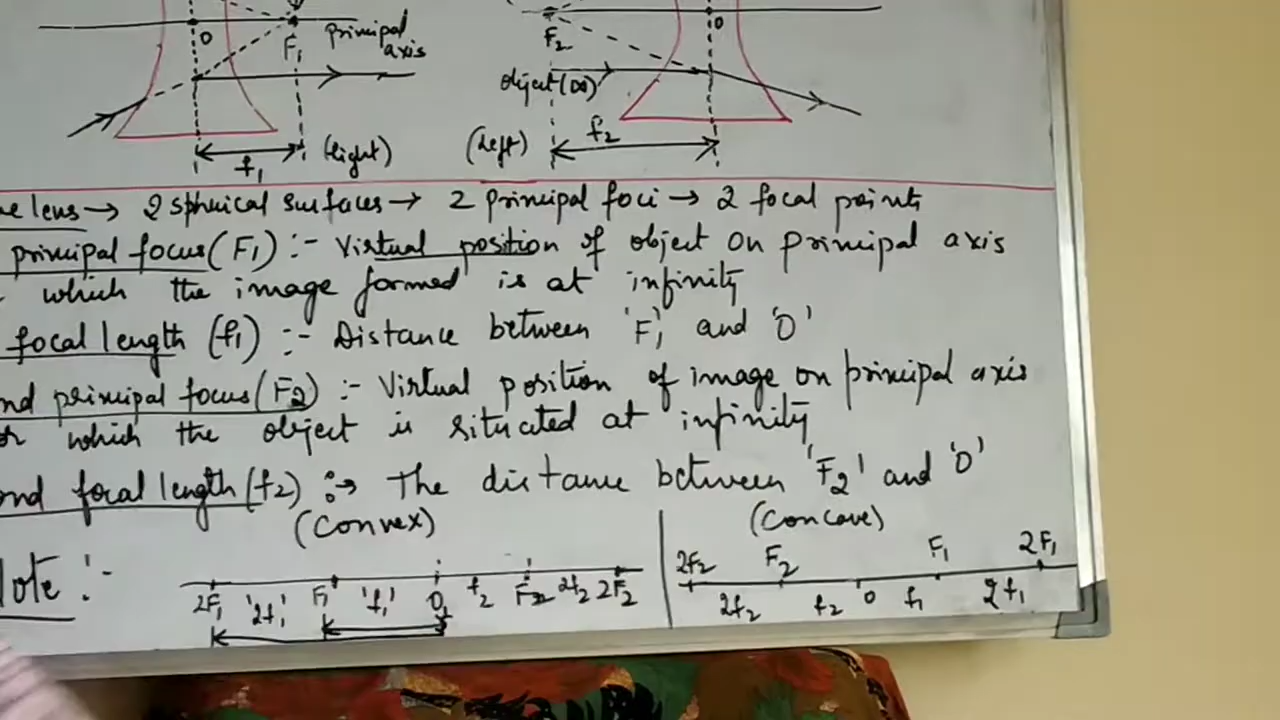 O
F₁
principal axis
f₁
(Right)
F₂
O
object(∞)
f₂
(Left)
lens → 2 spherical surfaces → 2 principal foci → 2 focal points
principal focus (F₁) :- Virtual position of object on principal axis
which the image formed is at infinity
focal length (f₁) :- Distance between 'F₁' and 'O'
principal focus (F₂) :- Virtual position of image on principal axis
which the object is situated at infinity
focal length (f₂) :→ The distance between 'F₂' and 'O'
(Convex)
(Concave)
:-
2F₁ '2f₁' F₁ 'f₁' O f₂ F₂ 2f₂ 2F₂
2F₂ F₂ F₁ 2F₁
2f₂ f₂ O f₁ 2f₁